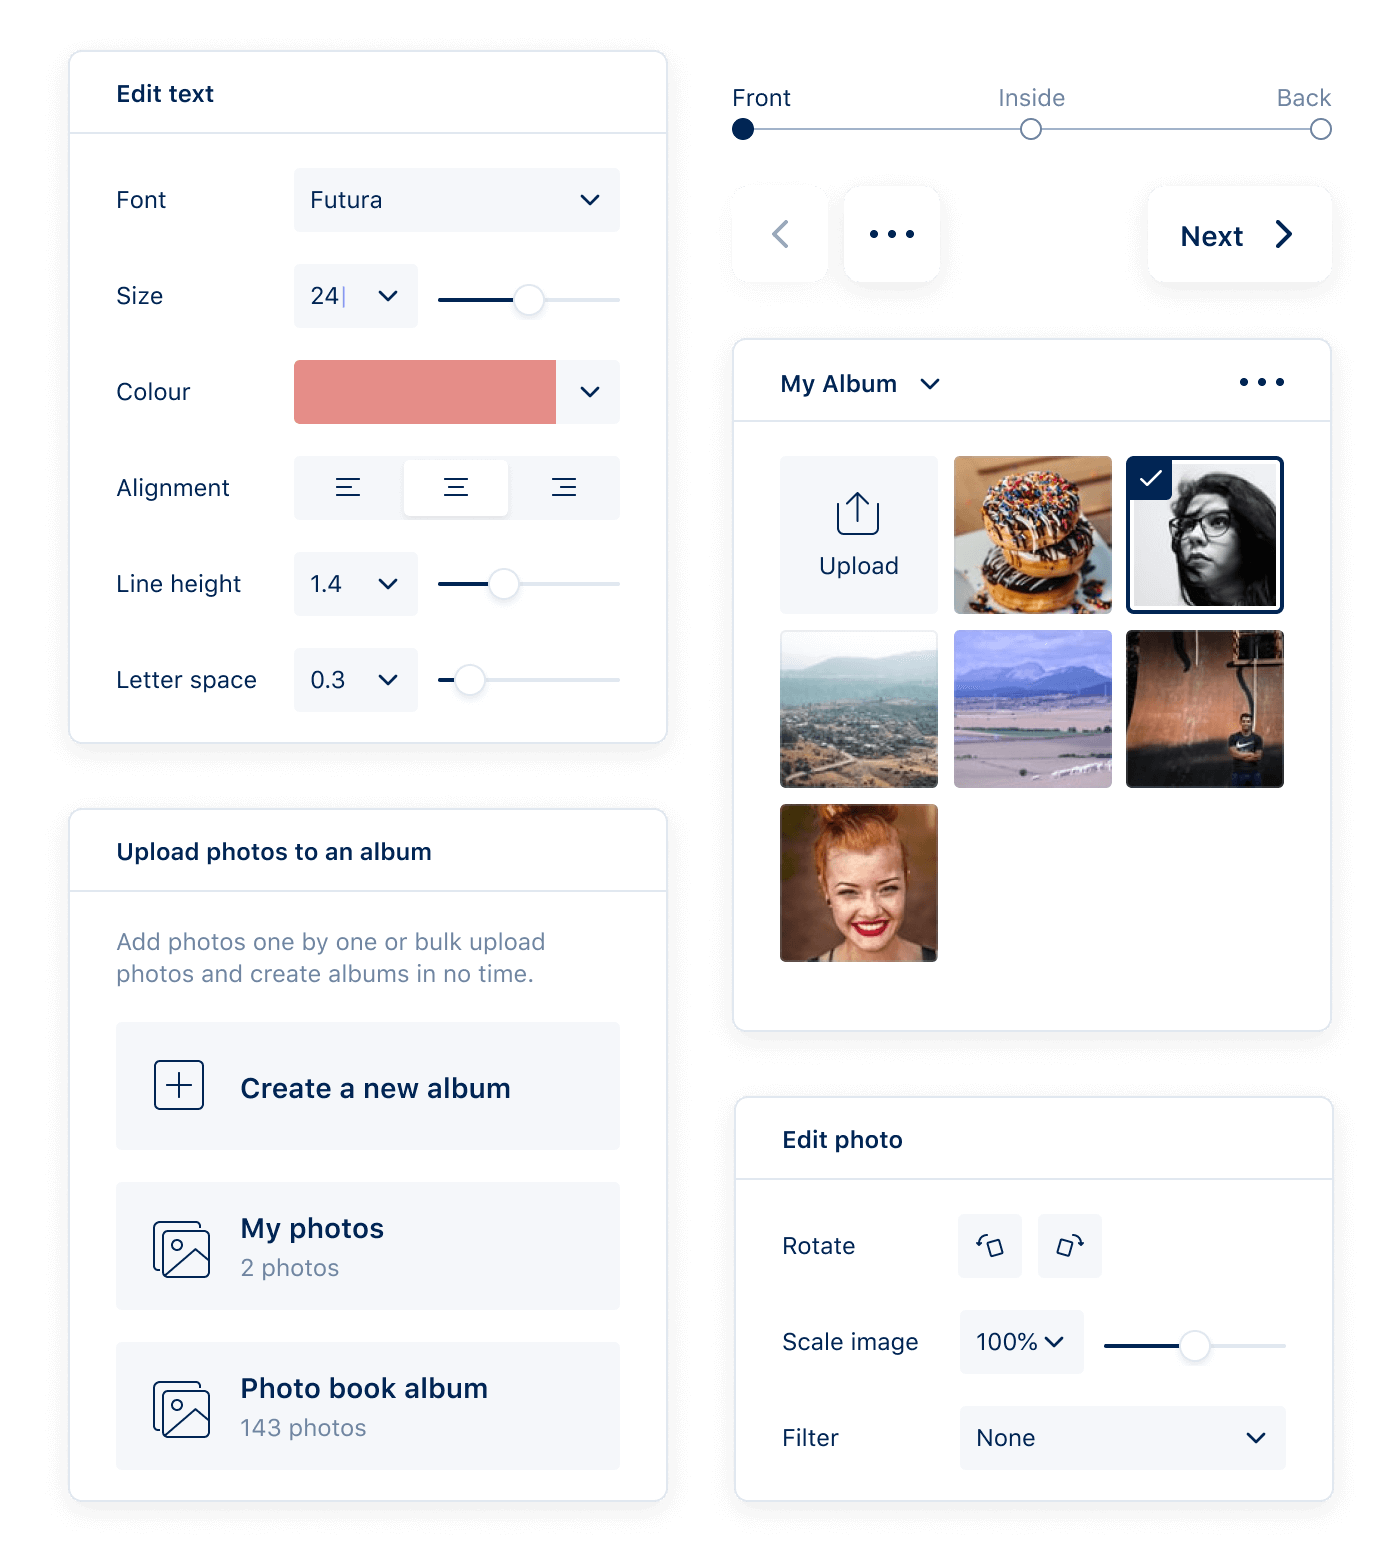 Edit text
Font
Futura
Size
24
Colour
Alignment
Line height
1.4
Letter space
0.3
Upload photos to an album
Add photos one by one or bulk upload
photos and create albums in no time.
Create a new album
My photos
2 photos
Photo book album
143 photos
Front
Inside
Back
Next
My Album
Upload
Edit photo
Rotate
Scale image
100%
Filter
None